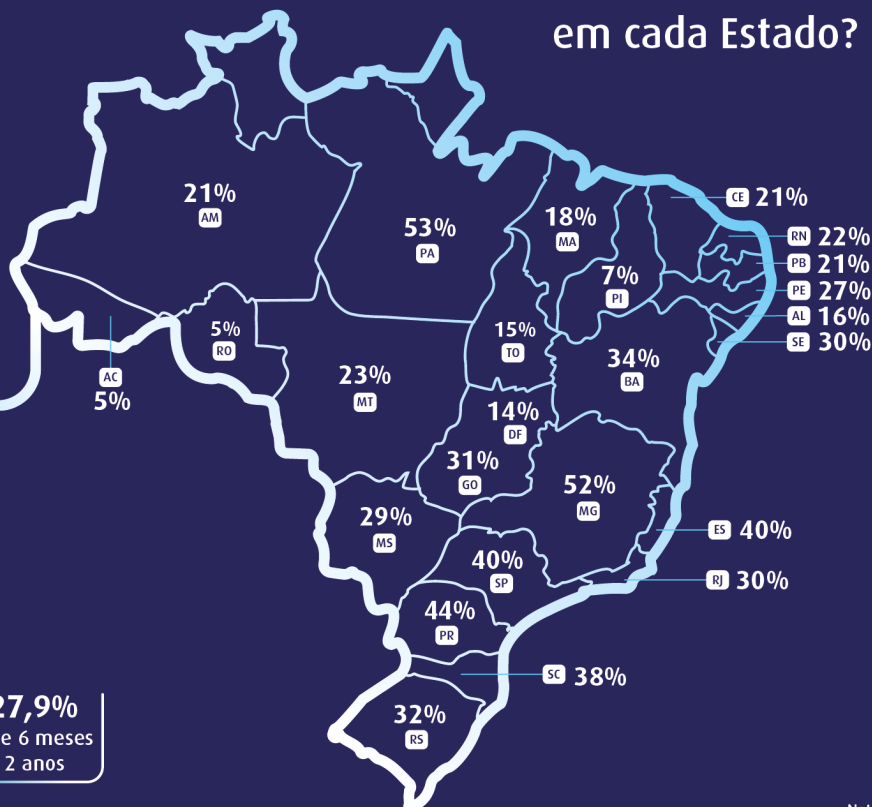 em cada Estado?
21%
AM
53%
PA
18%
MA
7%
PI
CE 21%
RN 22%
PB 21%
PE 27%
AL 16%
SE 30%
5%
RO
AC
5%
23%
MT
15%
TO
34%
BA
14%
DF
31%
GO
52%
MG
29%
MS
40%
SP
ES 40%
RJ 30%
44%
PR
SC 38%
32%
RS
27,9%
e 6 meses
2 anos